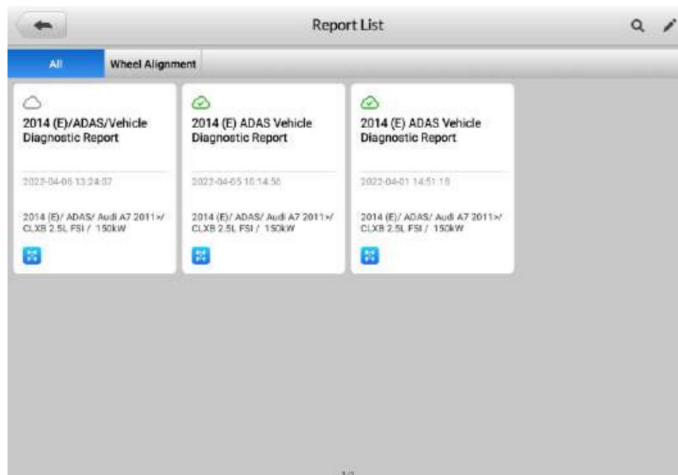 Report List
All
Wheel Alignment
2014 (E)/ADAS/Vehicle
Diagnostic Report
2022-04-06 13:24:07
2014 (E)/ ADAS/ Audi A7 2011>/
CLXB 2.5L FSI / 150kW
2014 (E) ADAS Vehicle
Diagnostic Report
2022-04-05 16:14:56
2014 (E)/ ADAS/ Audi A7 2011>/
CLXB 2.5L FSI / 150kW
2014 (E) ADAS Vehicle
Diagnostic Report
2022-04-01 14:51:18
2014 (E)/ ADAS/ Audi A7 2011>/
CLXB 2.5L FSI / 150kW